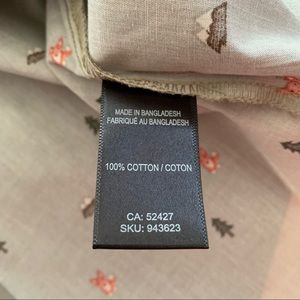 MADE IN BANGLADESH
FABRIQUÉ AU BANGLADESH
100% COTTON / COTON
CA: 52427
SKU: 943623